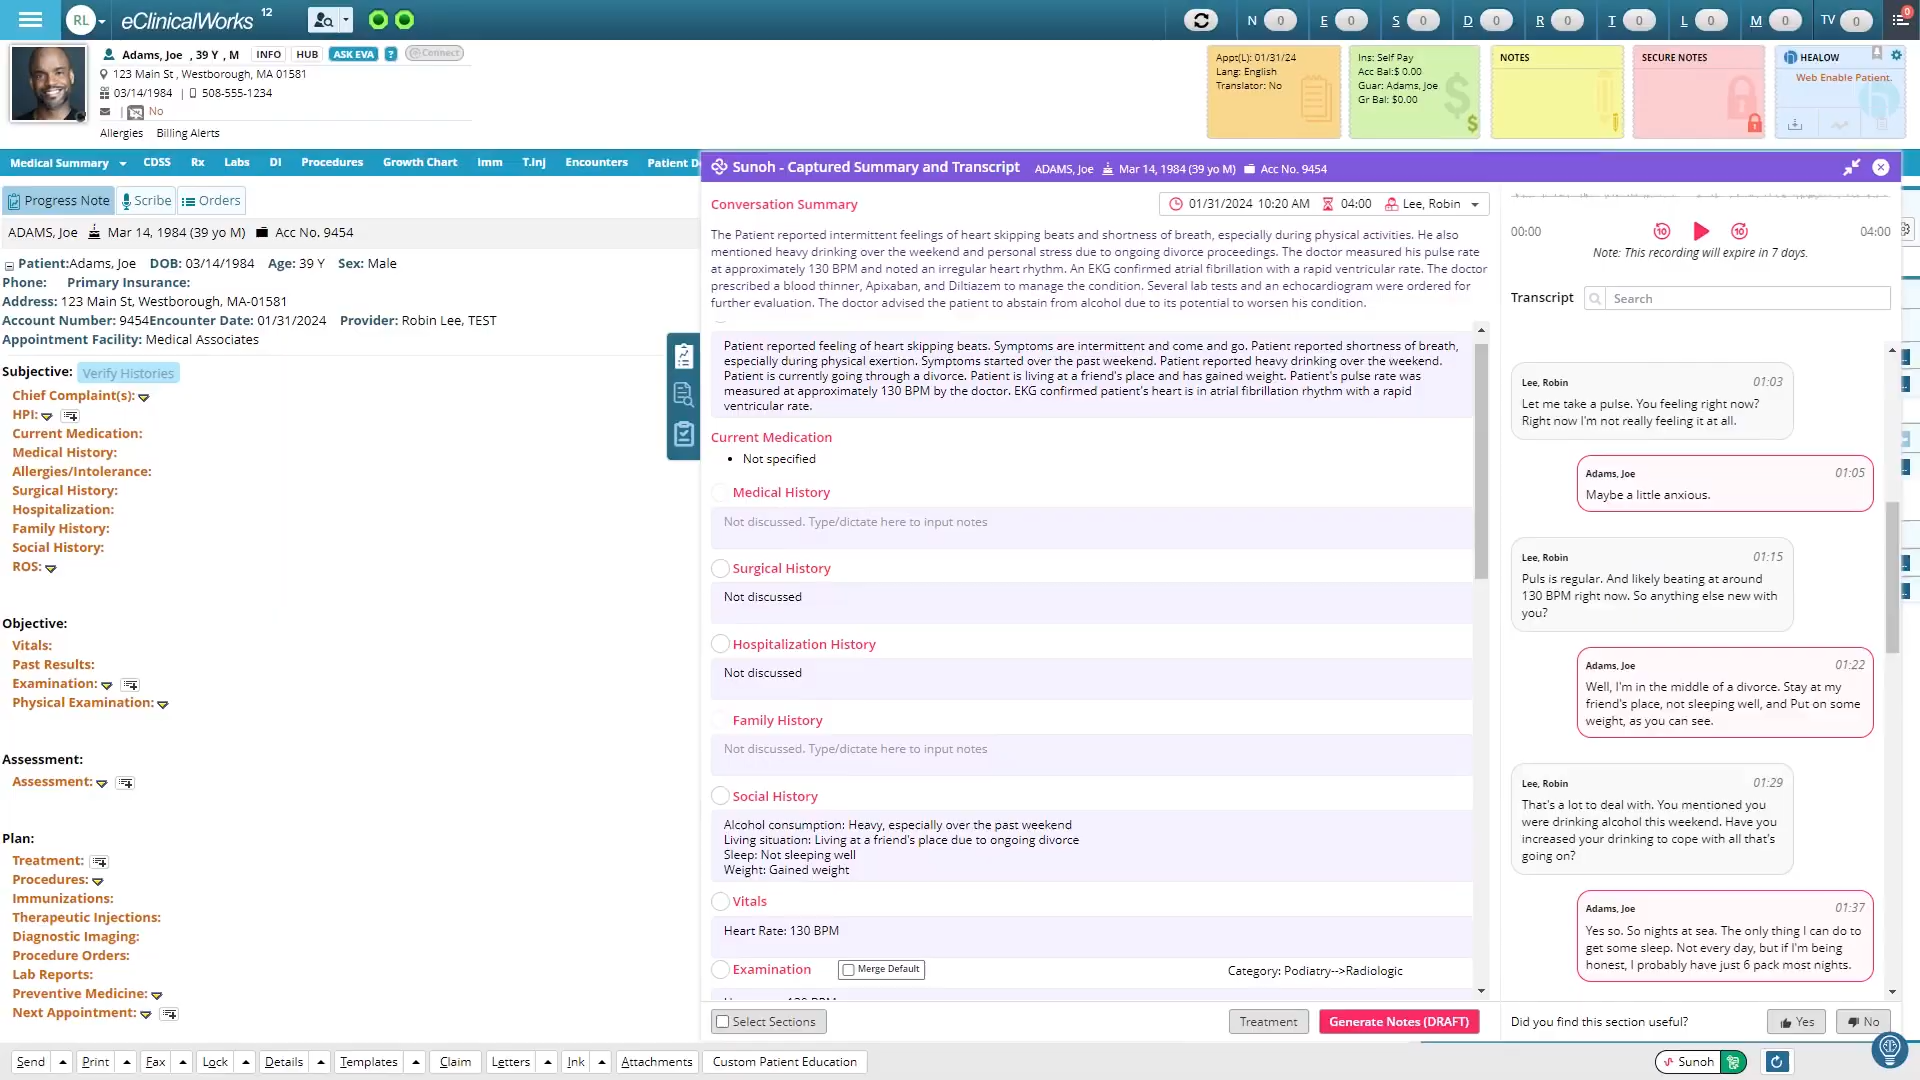 RL
eClinicalWorks 12
N 0
E 0
S 0
D 0
R 0
T 0
L 0
M 0
TV 0
0
Adams, Joe , 39 Y , M INFO HUB ASK EVA ? Connect
123 Main St , Westborough, MA 01581
03/14/1984 | 508-555-1234
| No
Allergies Billing Alerts
Appt(L): 01/31/24
Lang: English
Translator: No
Ins: Self Pay
Acc Bal:$ 0.00
Guar: Adams, Joe
Gr Bal: $0.00
NOTES
SECURE NOTES
HEALOW
Web Enable Patient.
Medical Summary CDSS Rx Labs DI Procedures Growth Chart Imm T.Inj Encounters Patient D
Progress Note Scribe Orders
ADAMS, Joe Mar 14, 1984 (39 yo M) Acc No. 9454
Patient:Adams, Joe DOB: 03/14/1984 Age: 39 Y Sex: Male
Phone: Primary Insurance:
Address: 123 Main St, Westborough, MA-01581
Account Number: 9454Encounter Date: 01/31/2024 Provider: Robin Lee, TEST
Appointment Facility: Medical Associates
Subjective: Verify Histories
Chief Complaint(s):
HPI:
Current Medication:
Medical History:
Allergies/Intolerance:
Surgical History:
Hospitalization:
Family History:
Social History:
ROS:
Objective:
Vitals:
Past Results:
Examination:
Physical Examination:
Assessment:
Assessment:
Plan:
Treatment:
Procedures:
Immunizations:
Therapeutic Injections:
Diagnostic Imaging:
Procedure Orders:
Lab Reports:
Preventive Medicine:
Next Appointment:
Sunoh - Captured Summary and Transcript ADAMS, Joe Mar 14, 1984 (39 yo M) Acc No. 9454
Conversation Summary 01/31/2024 10:20 AM 04:00 Lee, Robin
The Patient reported intermittent feelings of heart skipping beats and shortness of breath, especially during physical activities. He also
mentioned heavy drinking over the weekend and personal stress due to ongoing divorce proceedings. The doctor measured his pulse rate
at approximately 130 BPM and noted an irregular heart rhythm. An EKG confirmed atrial fibrillation with a rapid ventricular rate. The doctor
prescribed a blood thinner, Apixaban, and Diltiazem to manage the condition. Several lab tests and an echocardiogram were ordered for
further evaluation. The doctor advised the patient to abstain from alcohol due to its potential to worsen his condition.
Patient reported feeling of heart skipping beats. Symptoms are intermittent and come and go. Patient reported shortness of breath,
especially during physical exertion. Symptoms started over the past weekend. Patient reported heavy drinking over the weekend.
Patient is currently going through a divorce. Patient is living at a friend's place and has gained weight. Patient's pulse rate was
measured at approximately 130 BPM by the doctor. EKG confirmed patient's heart is in atrial fibrillation rhythm with a rapid
ventricular rate.
Current Medication
• Not specified
Medical History
Not discussed. Type/dictate here to input notes
Surgical History
Not discussed
Hospitalization History
Not discussed
Family History
Not discussed. Type/dictate here to input notes
Social History
Alcohol consumption: Heavy, especially over the past weekend
Living situation: Living at a friend's place due to ongoing divorce
Sleep: Not sleeping well
Weight: Gained weight
Vitals
Heart Rate: 130 BPM
Examination Merge Default Category: Podiatry-->Radiologic
Select Sections Treatment Generate Notes (DRAFT)
00:00 10 10 04:00
Note: This recording will expire in 7 days.
Transcript Search
Lee, Robin 01:03
Let me take a pulse. You feeling right now?
Right now I'm not really feeling it at all.
Adams, Joe 01:05
Maybe a little anxious.
Lee, Robin 01:15
Puls is regular. And likely beating at around
130 BPM right now. So anything else new with
you?
Adams, Joe 01:22
Well, I'm in the middle of a divorce. Stay at my
friend's place, not sleeping well, and Put on some
weight, as you can see.
Lee, Robin 01:29
That's a lot to deal with. You mentioned you
were drinking alcohol this weekend. Have you
increased your drinking to cope with all that's
going on?
Adams, Joe 01:37
Yes so. So nights at sea. The only thing I can do to
get some sleep. Not every day, but if I'm being
honest, I probably have just 6 pack most nights.
Did you find this section useful? Yes No
Send Print Fax Lock Details Templates Claim Letters Ink Attachments Custom Patient Education
Sunoh